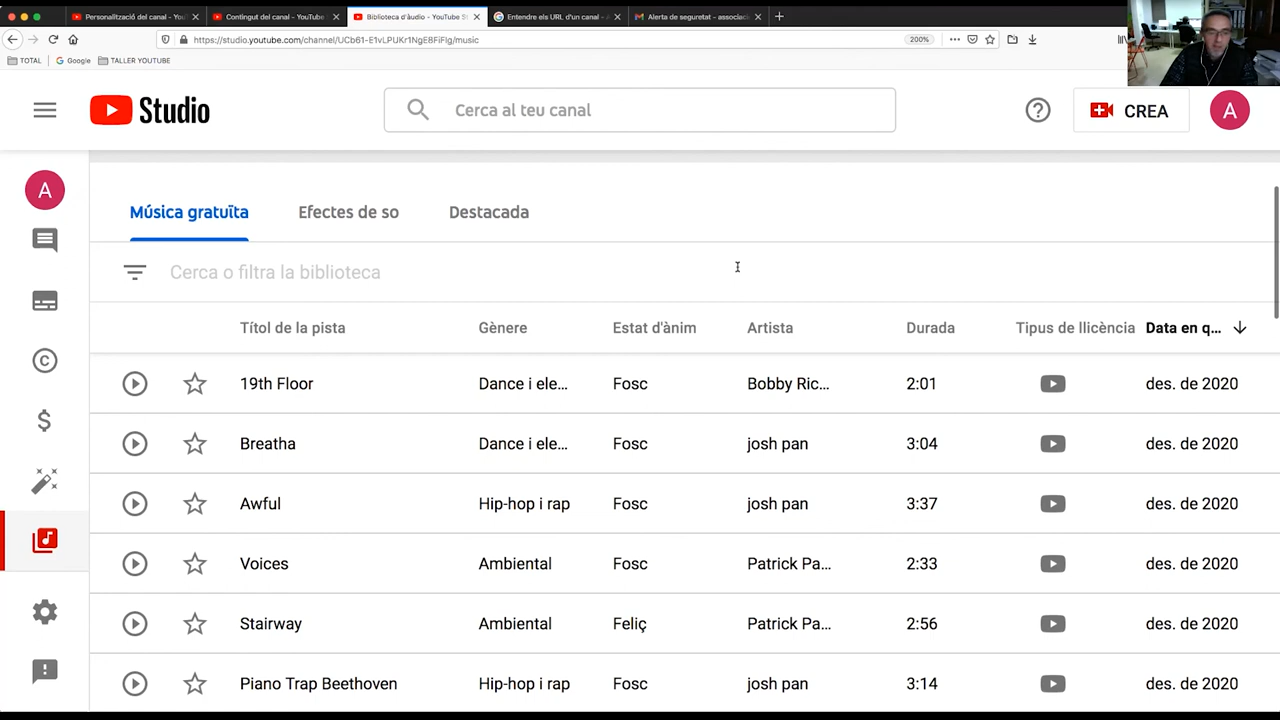 Personalització del canal - You
Contingut del canal - YouTube
Biblioteca d'àudio - YouTube S
Entendre els URL d'un canal - A
Alerta de seguretat - associaci
https://studio.youtube.com/channel/UCb61-E1vLPUKr1NgEBFiFIg/music
200%
TOTAL
Google
TALLER YOUTUBE
Studio
Cerca al teu canal
CREA
A
A
Música gratuïta
Efectes de so
Destacada
Cerca o filtra la biblioteca
Títol de la pista Gènere Estat d'ànim Artista Durada Tipus de llicència Data en q...
19th Floor Dance i ele... Fosc Bobby Ric... 2:01 des. de 2020
Breatha Dance i ele... Fosc josh pan 3:04 des. de 2020
Awful Hip-hop i rap Fosc josh pan 3:37 des. de 2020
Voices Ambiental Fosc Patrick Pa... 2:33 des. de 2020
Stairway Ambiental Feliç Patrick Pa... 2:56 des. de 2020
Piano Trap Beethoven Hip-hop i rap Fosc josh pan 3:14 des. de 2020